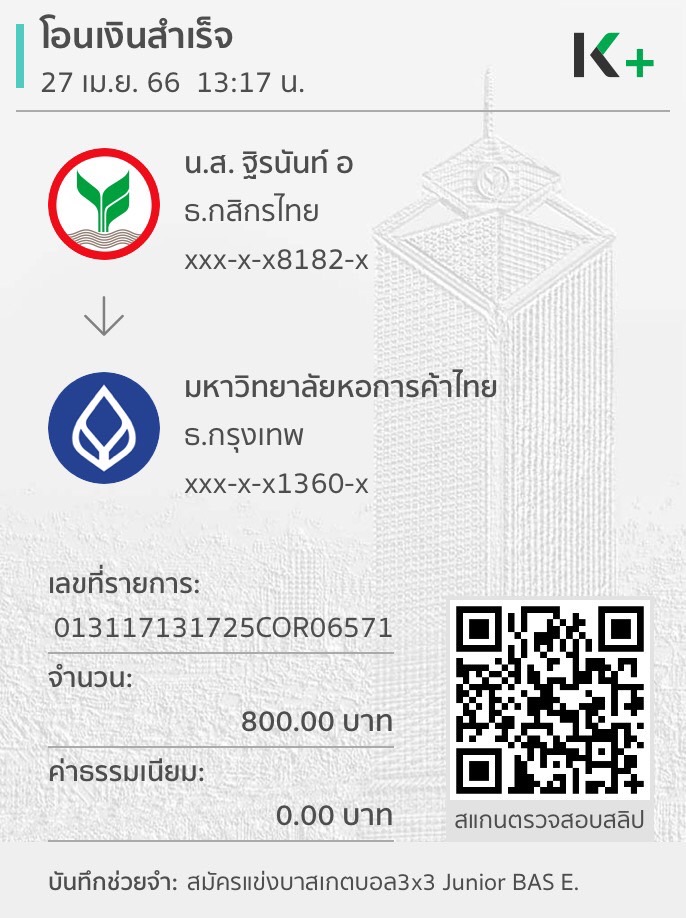 โอนเงินสำเร็จ
27 เม.ย. 66 13:17 น.
K+
น.ส. ฐิรนันท์ อ
ธ.กสิกรไทย
xxx-x-x8182-x
มหาวิทยาลัยหอการค้าไทย
ธ.กรุงเทพ
xxx-x-x1360-x
เลขที่รายการ:
013117131725COR06571
จำนวน:
800.00 บาท
ค่าธรรมเนียม:
0.00 บาท
สแกนตรวจสอบสลิป
บันทึกช่วยจำ: สมัครแข่งบาสเกตบอล3x3 Junior BAS E.